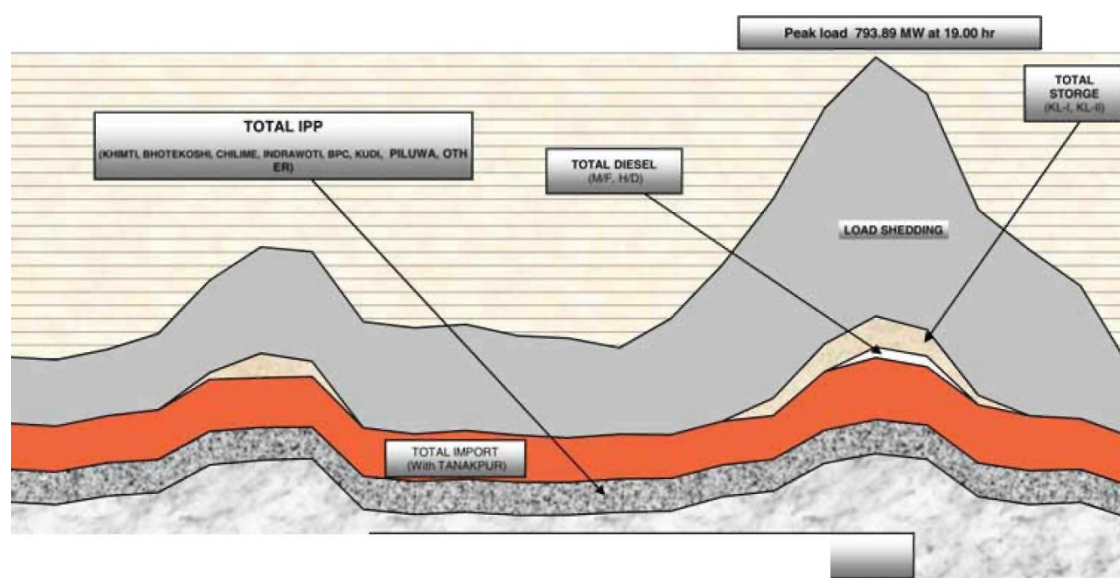 Peak load 793.89 MW at 19.00 hr
TOTAL
STORGE
(KL-I, KL-II)
TOTAL IPP
(KHIMTI, BHOTEKOSHI, CHILIME, INDRAWOTI, BPC, KUDI, PILUWA, OTH
ER)
TOTAL DIESEL
(M/F, H/D)
LOAD SHEDDING
TOTAL IMPORT
(With TANAKPUR)